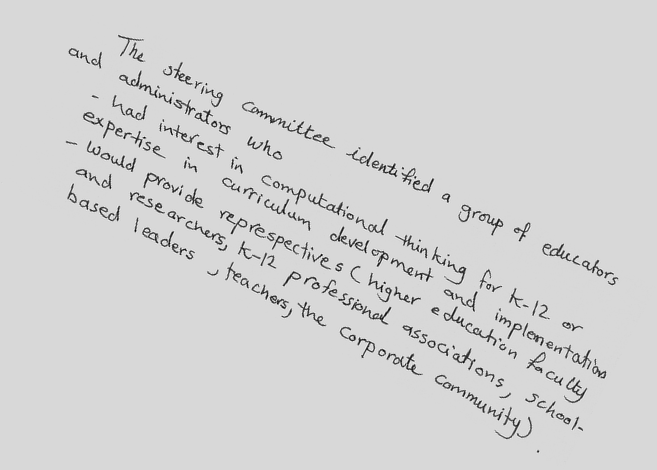 The steering committee identified a group of educators
and administrators who
- had interest in computational thinking for K-12 or
expertise in curriculum development and implementation
- would provide represpectives (higher education faculty
and researchers, K-12 professional associations, school-
based leaders, teachers, the corporate community).